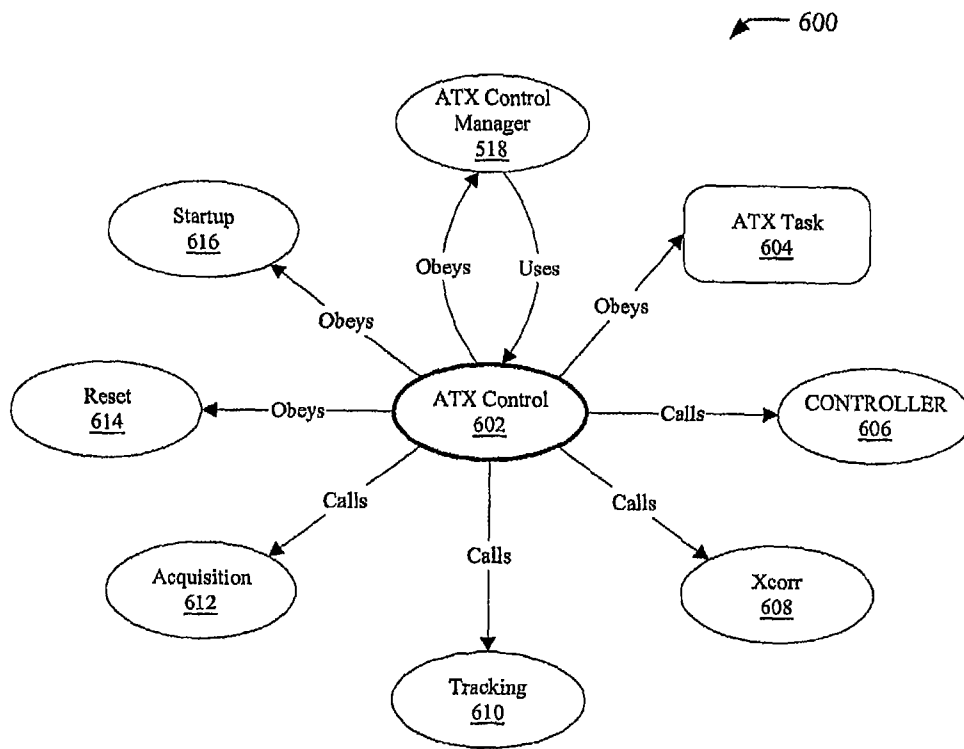 600
ATX Control
Manager
518
Startup
616
ATX Task
604
Obeys
Uses
Obeys
Obeys
Reset
614
Obeys
ATX Control
602
Calls
CONTROLLER
606
Calls
Calls
Calls
Acquisition
612
Xcorr
608
Tracking
610